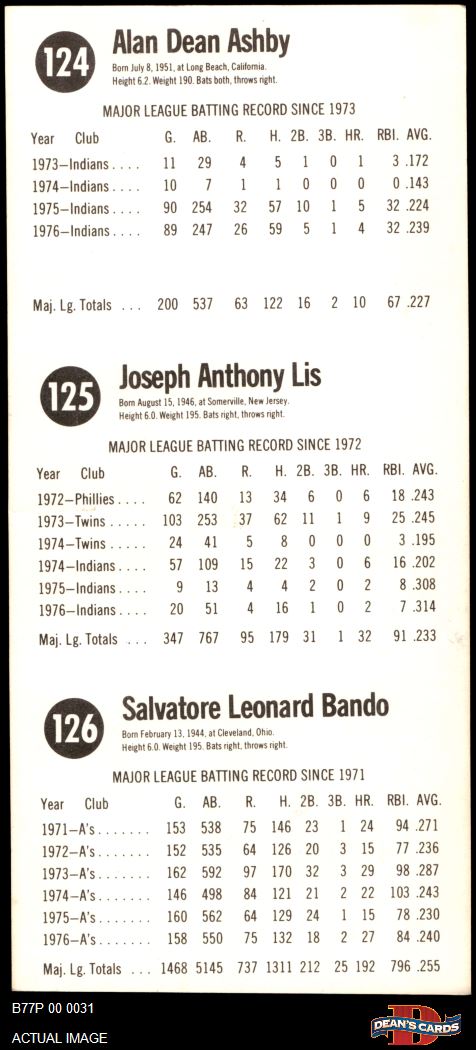 124
Alan Dean Ashby
Born July 8, 1951, at Long Beach, California.
Height 6.2. Weight 190. Bats both, throws right.
MAJOR LEAGUE BATTING RECORD SINCE 1973
Year Club G. AB. R. H. 2B. 3B. HR. RBI. AVG.
1973—Indians . . . . 11 29 4 5 1 0 1 3 .172
1974—Indians . . . . 10 7 1 1 0 0 0 0 .143
1975—Indians . . . . 90 254 32 57 10 1 5 32 .224
1976—Indians . . . . 89 247 26 59 5 1 4 32 .239
Maj. Lg. Totals . . . 200 537 63 122 16 2 10 67 .227
125
Joseph Anthony Lis
Born August 15, 1946, at Somerville, New Jersey.
Height 6.0. Weight 195. Bats right, throws right.
MAJOR LEAGUE BATTING RECORD SINCE 1972
Year Club G. AB. R. H. 2B. 3B. HR. RBI. AVG.
1972—Phillies . . . . 62 140 13 34 6 0 6 18 .243
1973—Twins . . . . . 103 253 37 62 11 1 9 25 .245
1974—Twins . . . . . 24 41 5 8 0 0 0 3 .195
1974—Indians . . . . 57 109 15 22 3 0 6 16 .202
1975—Indians . . . . 9 13 4 4 2 0 2 8 .308
1976—Indians . . . . 20 51 4 16 1 0 2 7 .314
Maj. Lg. Totals . . . 347 767 95 179 31 1 32 91 .233
126
Salvatore Leonard Bando
Born February 13, 1944, at Cleveland, Ohio.
Height 6.0. Weight 195. Bats right, throws right.
MAJOR LEAGUE BATTING RECORD SINCE 1971
Year Club G. AB. R. H. 2B. 3B. HR. RBI. AVG.
1971—A's . . . . . . . 153 538 75 146 23 1 24 94 .271
1972—A's . . . . . . . 152 535 64 126 20 3 15 77 .236
1973—A's . . . . . . . 162 592 97 170 32 3 29 98 .287
1974—A's . . . . . . . 146 498 84 121 21 2 22 103 .243
1975—A's . . . . . . . 160 562 64 129 24 1 15 78 .230
1976—A's . . . . . . . 158 550 75 132 18 2 27 84 .240
Maj. Lg. Totals . . . 1468 5145 737 1311 212 25 192 796 .255
B77P 00 0031
ACTUAL IMAGE
D
DEAN'S CARDS